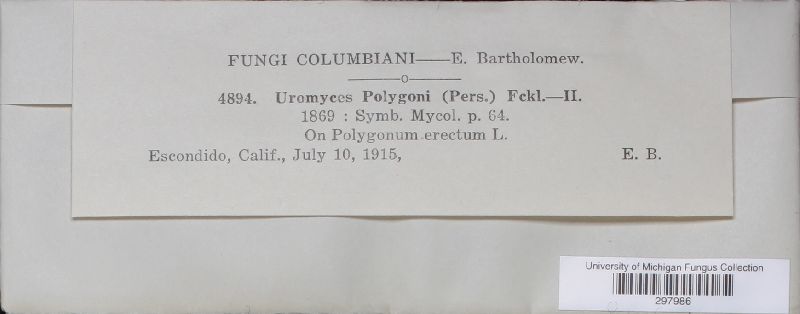 FUNGI COLUMBIANI——E. Bartholomew.
4894. Uromyces Polygoni (Pers.) Fckl.—II.
1869 : Symb. Mycol. p. 64.
On Polygonum erectum L.
Escondido, Calif., July 10, 1915, E. B.
University of Michigan Fungus Collection
297986